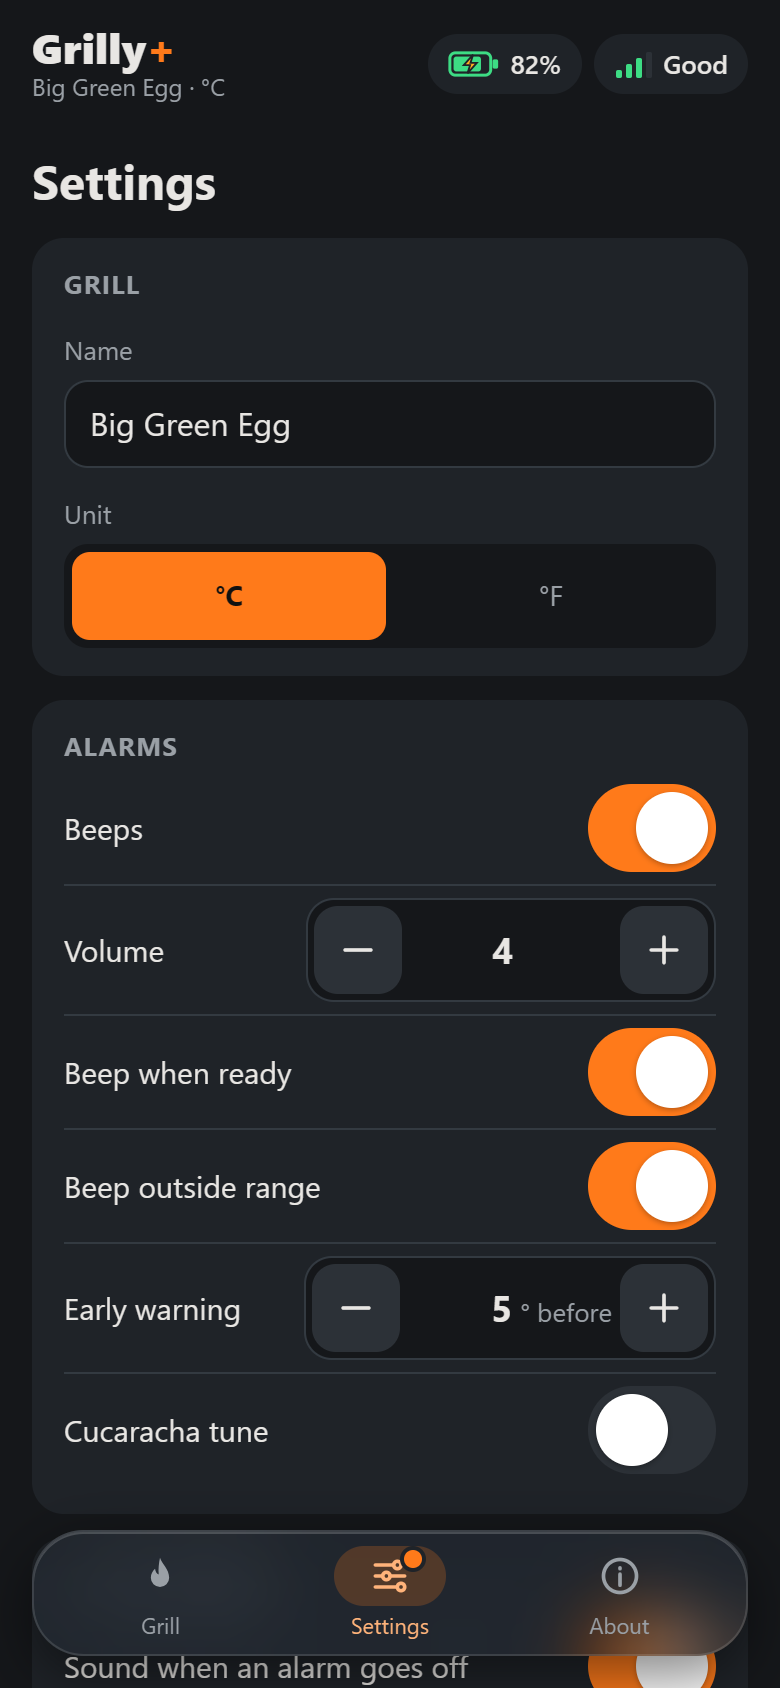 Grilly+
Big Green Egg · °C
82%
Good
Settings
GRILL
Name
Big Green Egg
Unit
°C
°F
ALARMS
Beeps
Volume
4
Beep when ready
Beep outside range
Early warning
5 ° before
Cucaracha tune
Grill
Settings
About
Sound when an alarm goes off